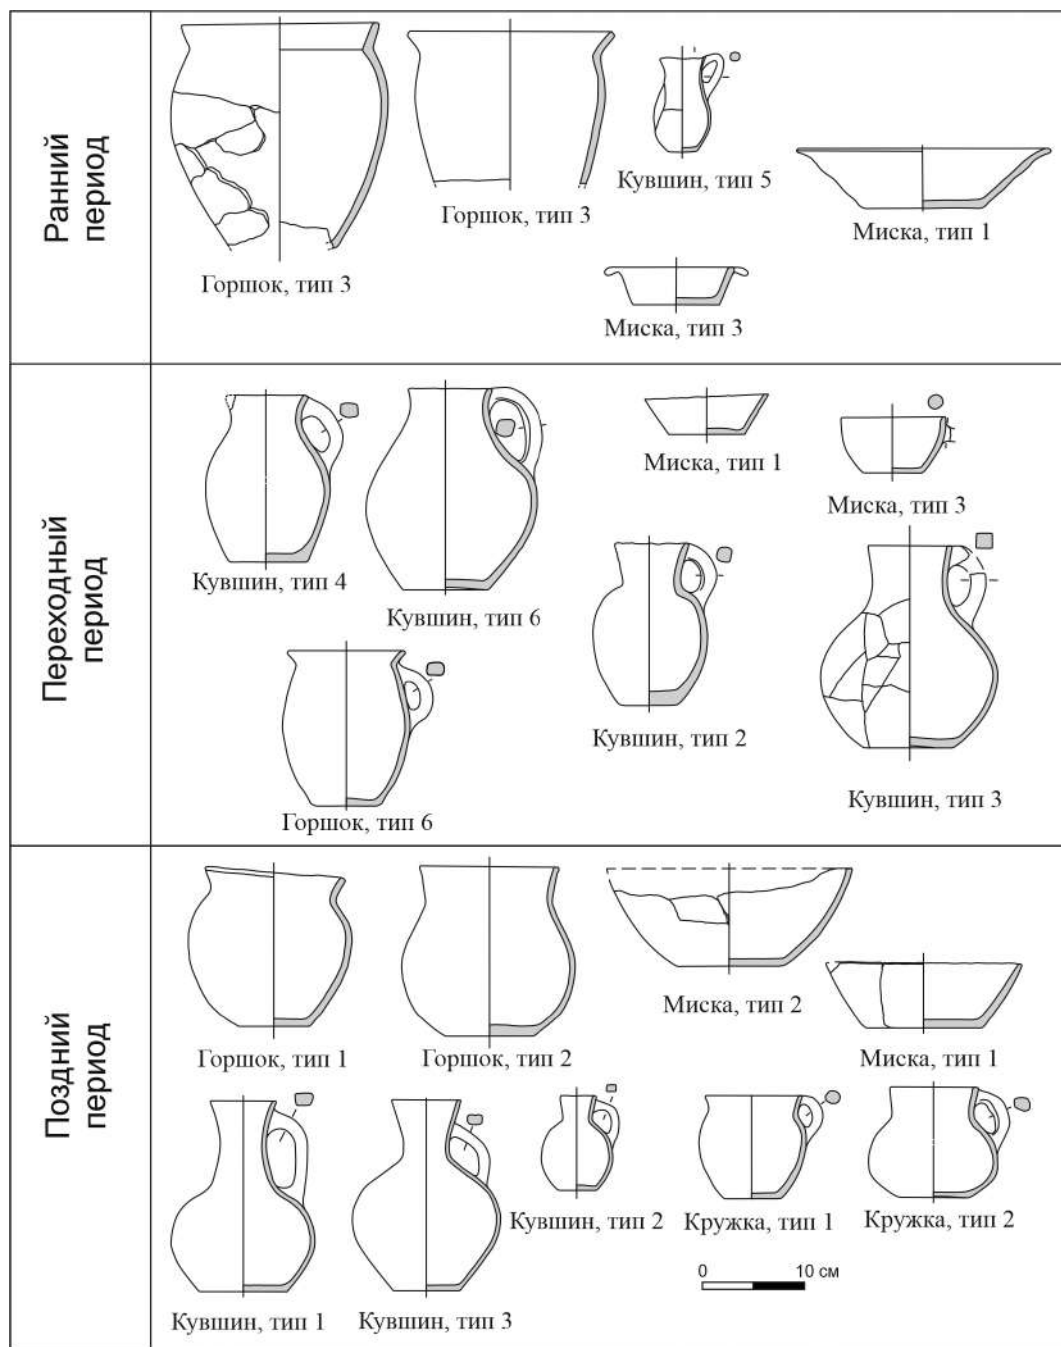 Ранний
период
Горшок, тип 3
Горшок, тип 3
Кувшин, тип 5
Миска, тип 1
Миска, тип 3
Переходный
период
Кувшин, тип 4
Кувшин, тип 6
Миска, тип 1
Миска, тип 3
Горшок, тип 6
Кувшин, тип 2
Кувшин, тип 3
Поздний
период
Горшок, тип 1
Горшок, тип 2
Миска, тип 2
Миска, тип 1
Кувшин, тип 1
Кувшин, тип 3
Кувшин, тип 2
Кружка, тип 1
Кружка, тип 2
0 10 см